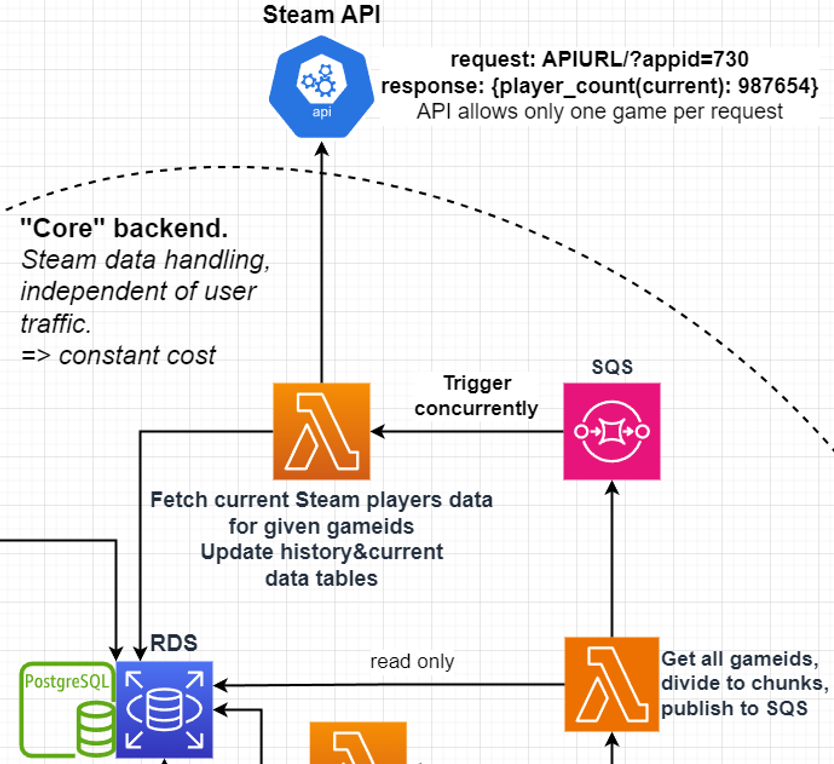 Steam API
api
request: APIURL/?appid=730
response: {player_count(current): 987654}
API allows only one game per request
"Core" backend.
Steam data handling,
independent of user
traffic.
=> constant cost
Trigger
concurrently
SQS
Fetch current Steam players data
for given gameids
Update history&current
data tables
RDS
PostgreSQL
read only
Get all gameids,
divide to chunks,
publish to SQS